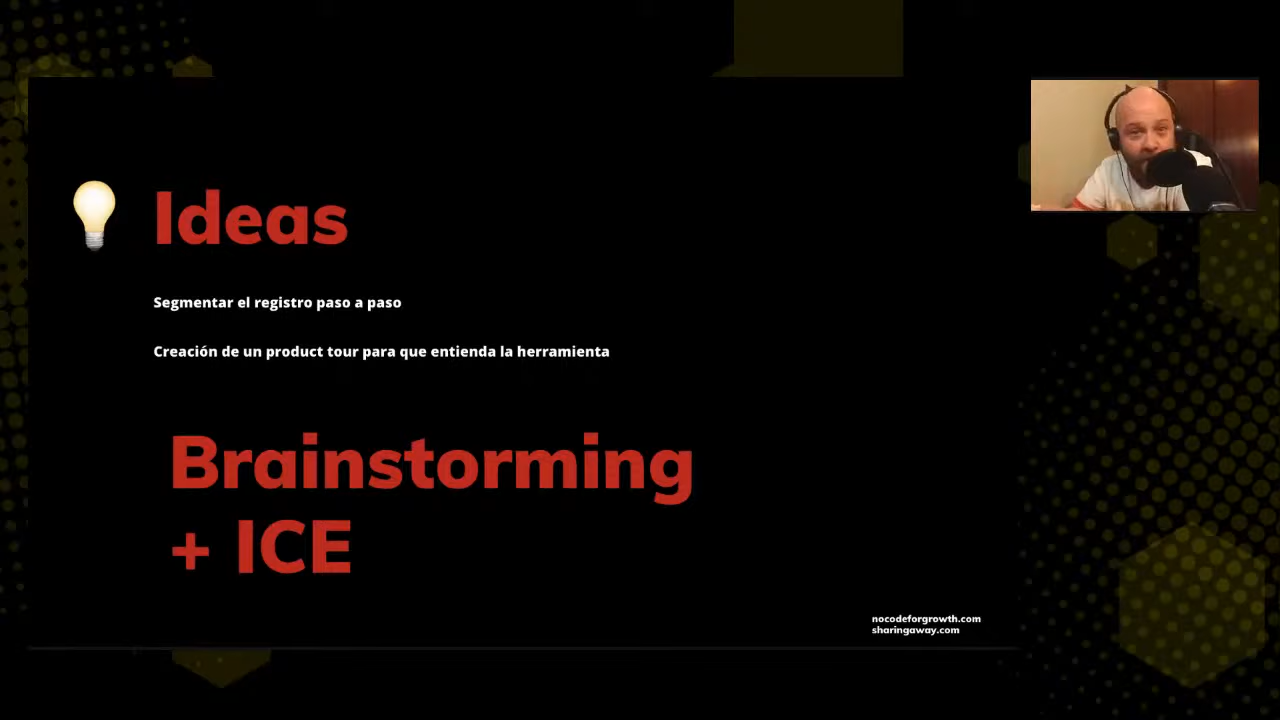 Ideas
Segmentar el registro paso a paso
Creación de un product tour para que entienda la herramienta
Brainstorming
+ ICE
nocodeforgrowth.com
sharingaway.com